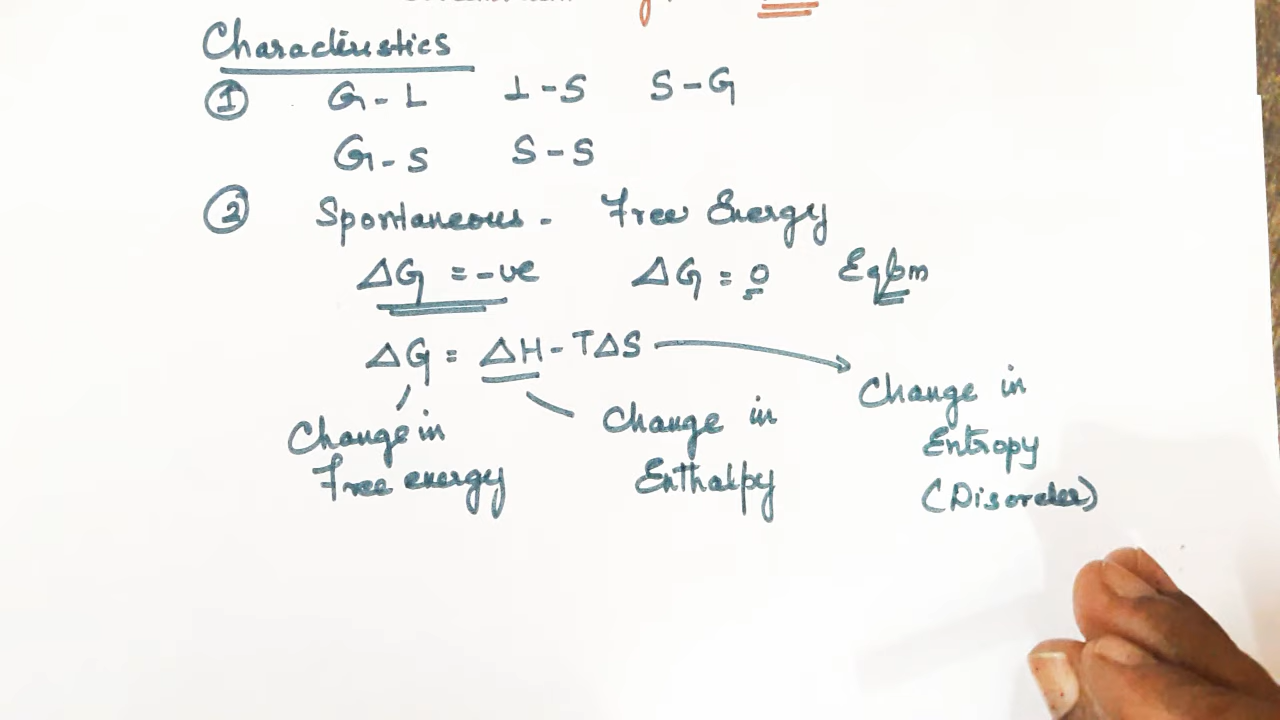 Characteristics
① G-L L-S S-G
G-S S-S
② Spontaneous - Free Energy
ΔG = -ve ΔG = 0 Eqbm
ΔG = ΔH - TΔS
Change in Free energy
Change in Enthalpy
Change in Entropy (Disorder)